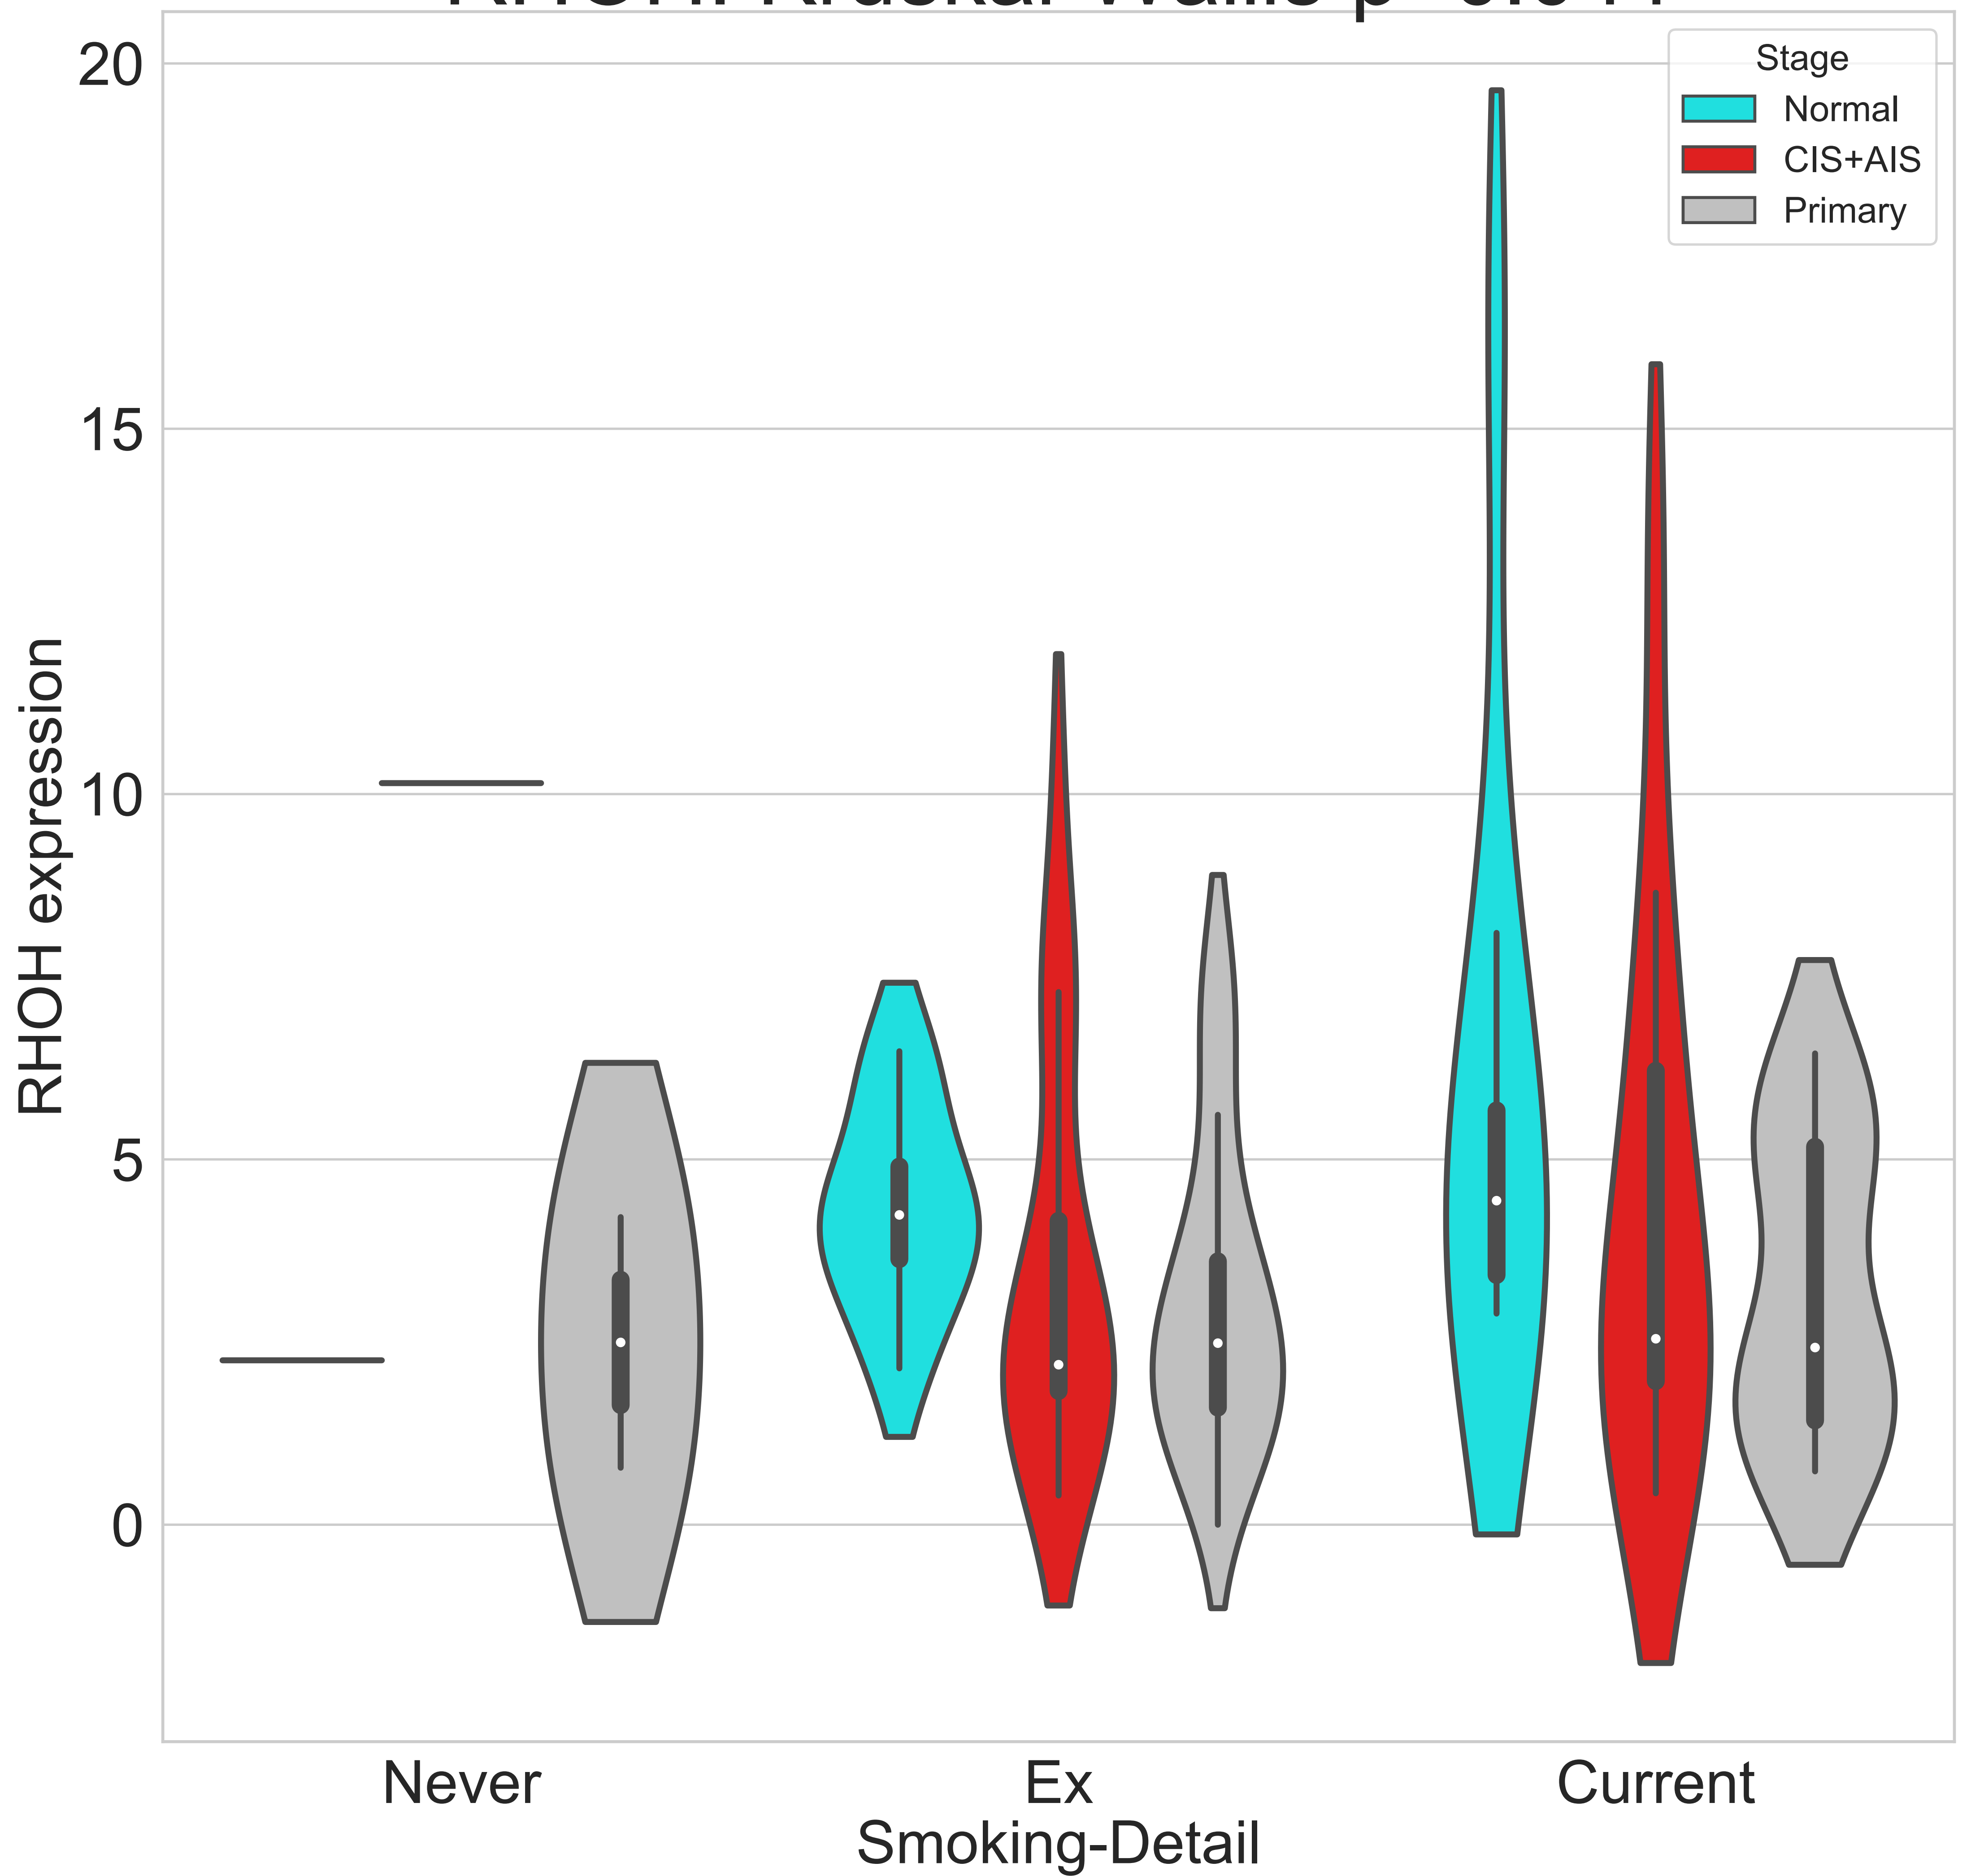 20
15
10
5
0
RHOH expression
Stage
Normal
CIS+AIS
Primary
Never
Ex
Current
Smoking-Detail